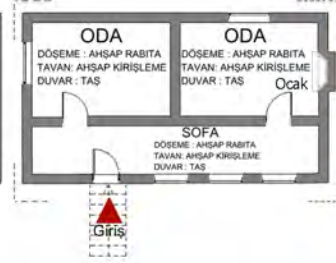 ODA
DÖŞEME : AHŞAP RABITA
TAVAN: AHŞAP KİRİŞLEME
DUVAR : TAŞ
ODA
DÖŞEME : AHŞAP RABITA
TAVAN: AHŞAP KİRİŞLEME
DUVAR : TAŞ
Ocak
SOFA
DÖŞEME : AHŞAP RABITA
TAVAN: AHŞAP KİRİŞLEME
DUVAR : TAŞ
Giriş